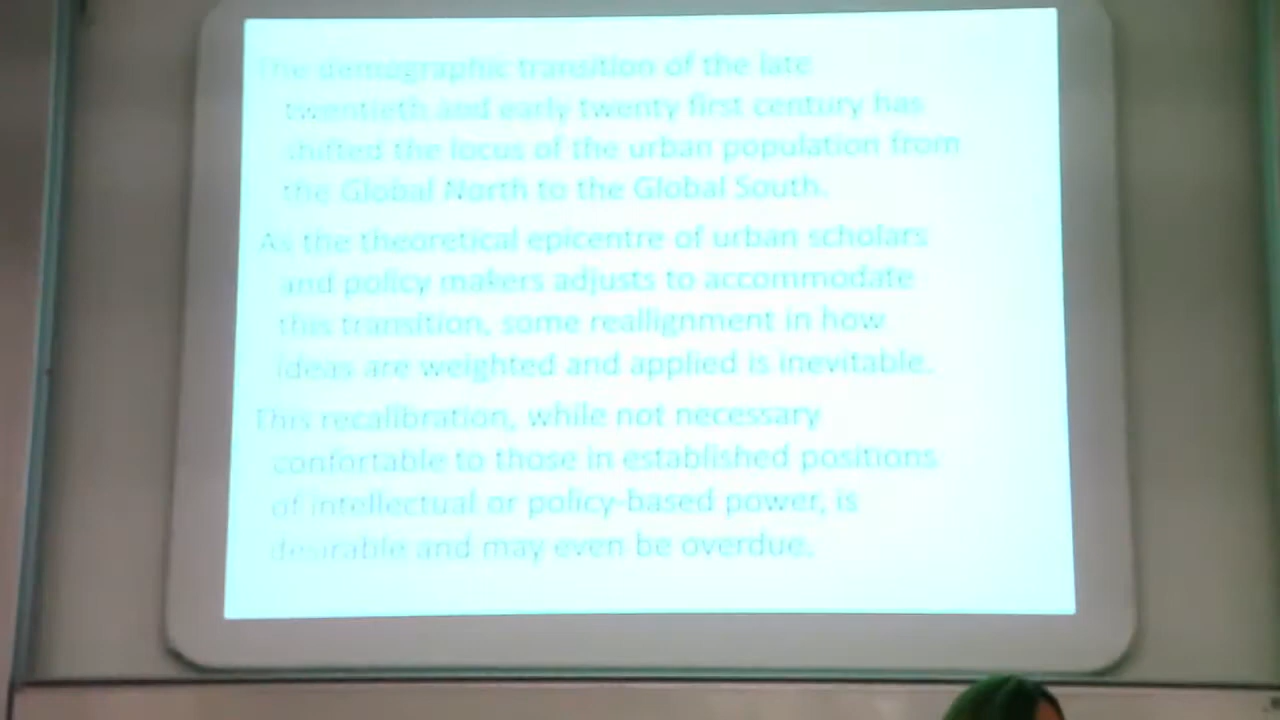 The demographic transition of the late
twentieth and early twenty first century has
shifted the locus of the urban population from
the Global North to the Global South.
As the theoretical epicentre of urban scholars
and policy makers adjusts to accommodate
this transition, some reallignment in how
ideas are weighted and applied is inevitable.
This recalibration, while not necessary
confortable to those in established positions
of intellectual or policy-based power, is
desirable and may even be overdue.